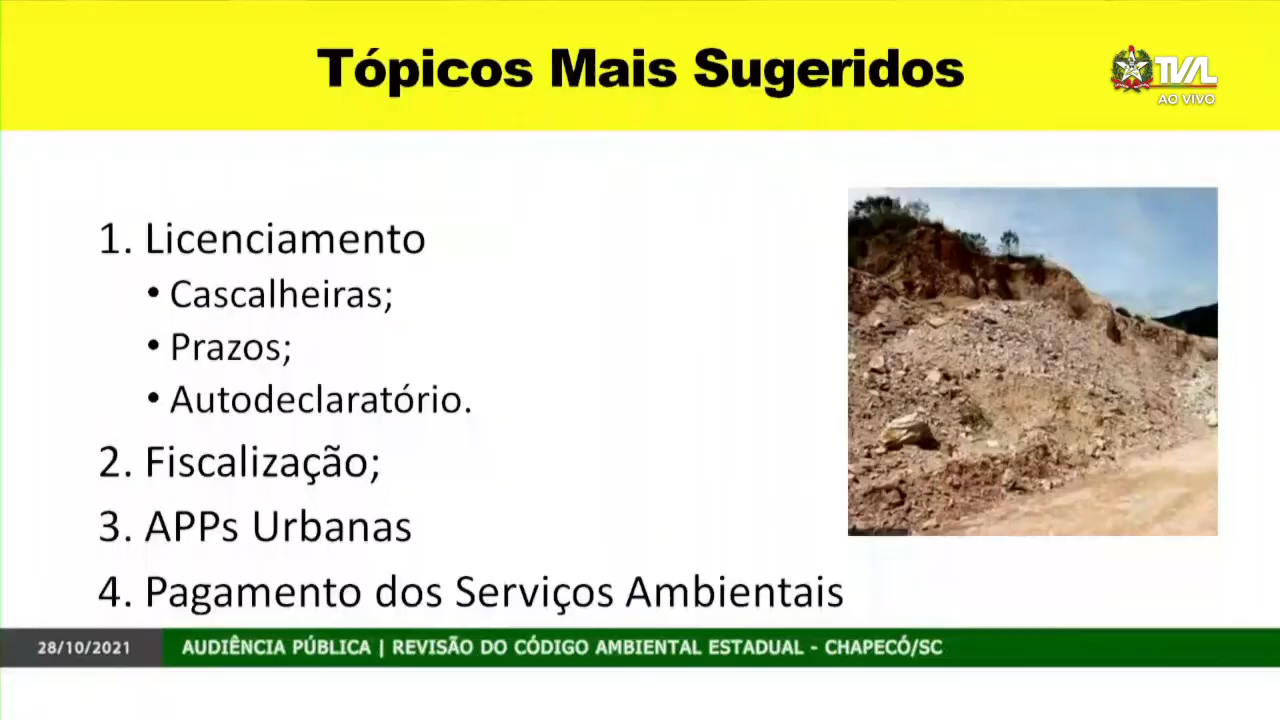 Tópicos Mais Sugeridos
TVAL
AO VIVO
1. Licenciamento
• Cascalheiras;
• Prazos;
• Autodeclaratório.
2. Fiscalização;
3. APPs Urbanas
4. Pagamento dos Serviços Ambientais
28/10/2021 AUDIÊNCIA PÚBLICA | REVISÃO DO CÓDIGO AMBIENTAL ESTADUAL - CHAPECÓ/SC